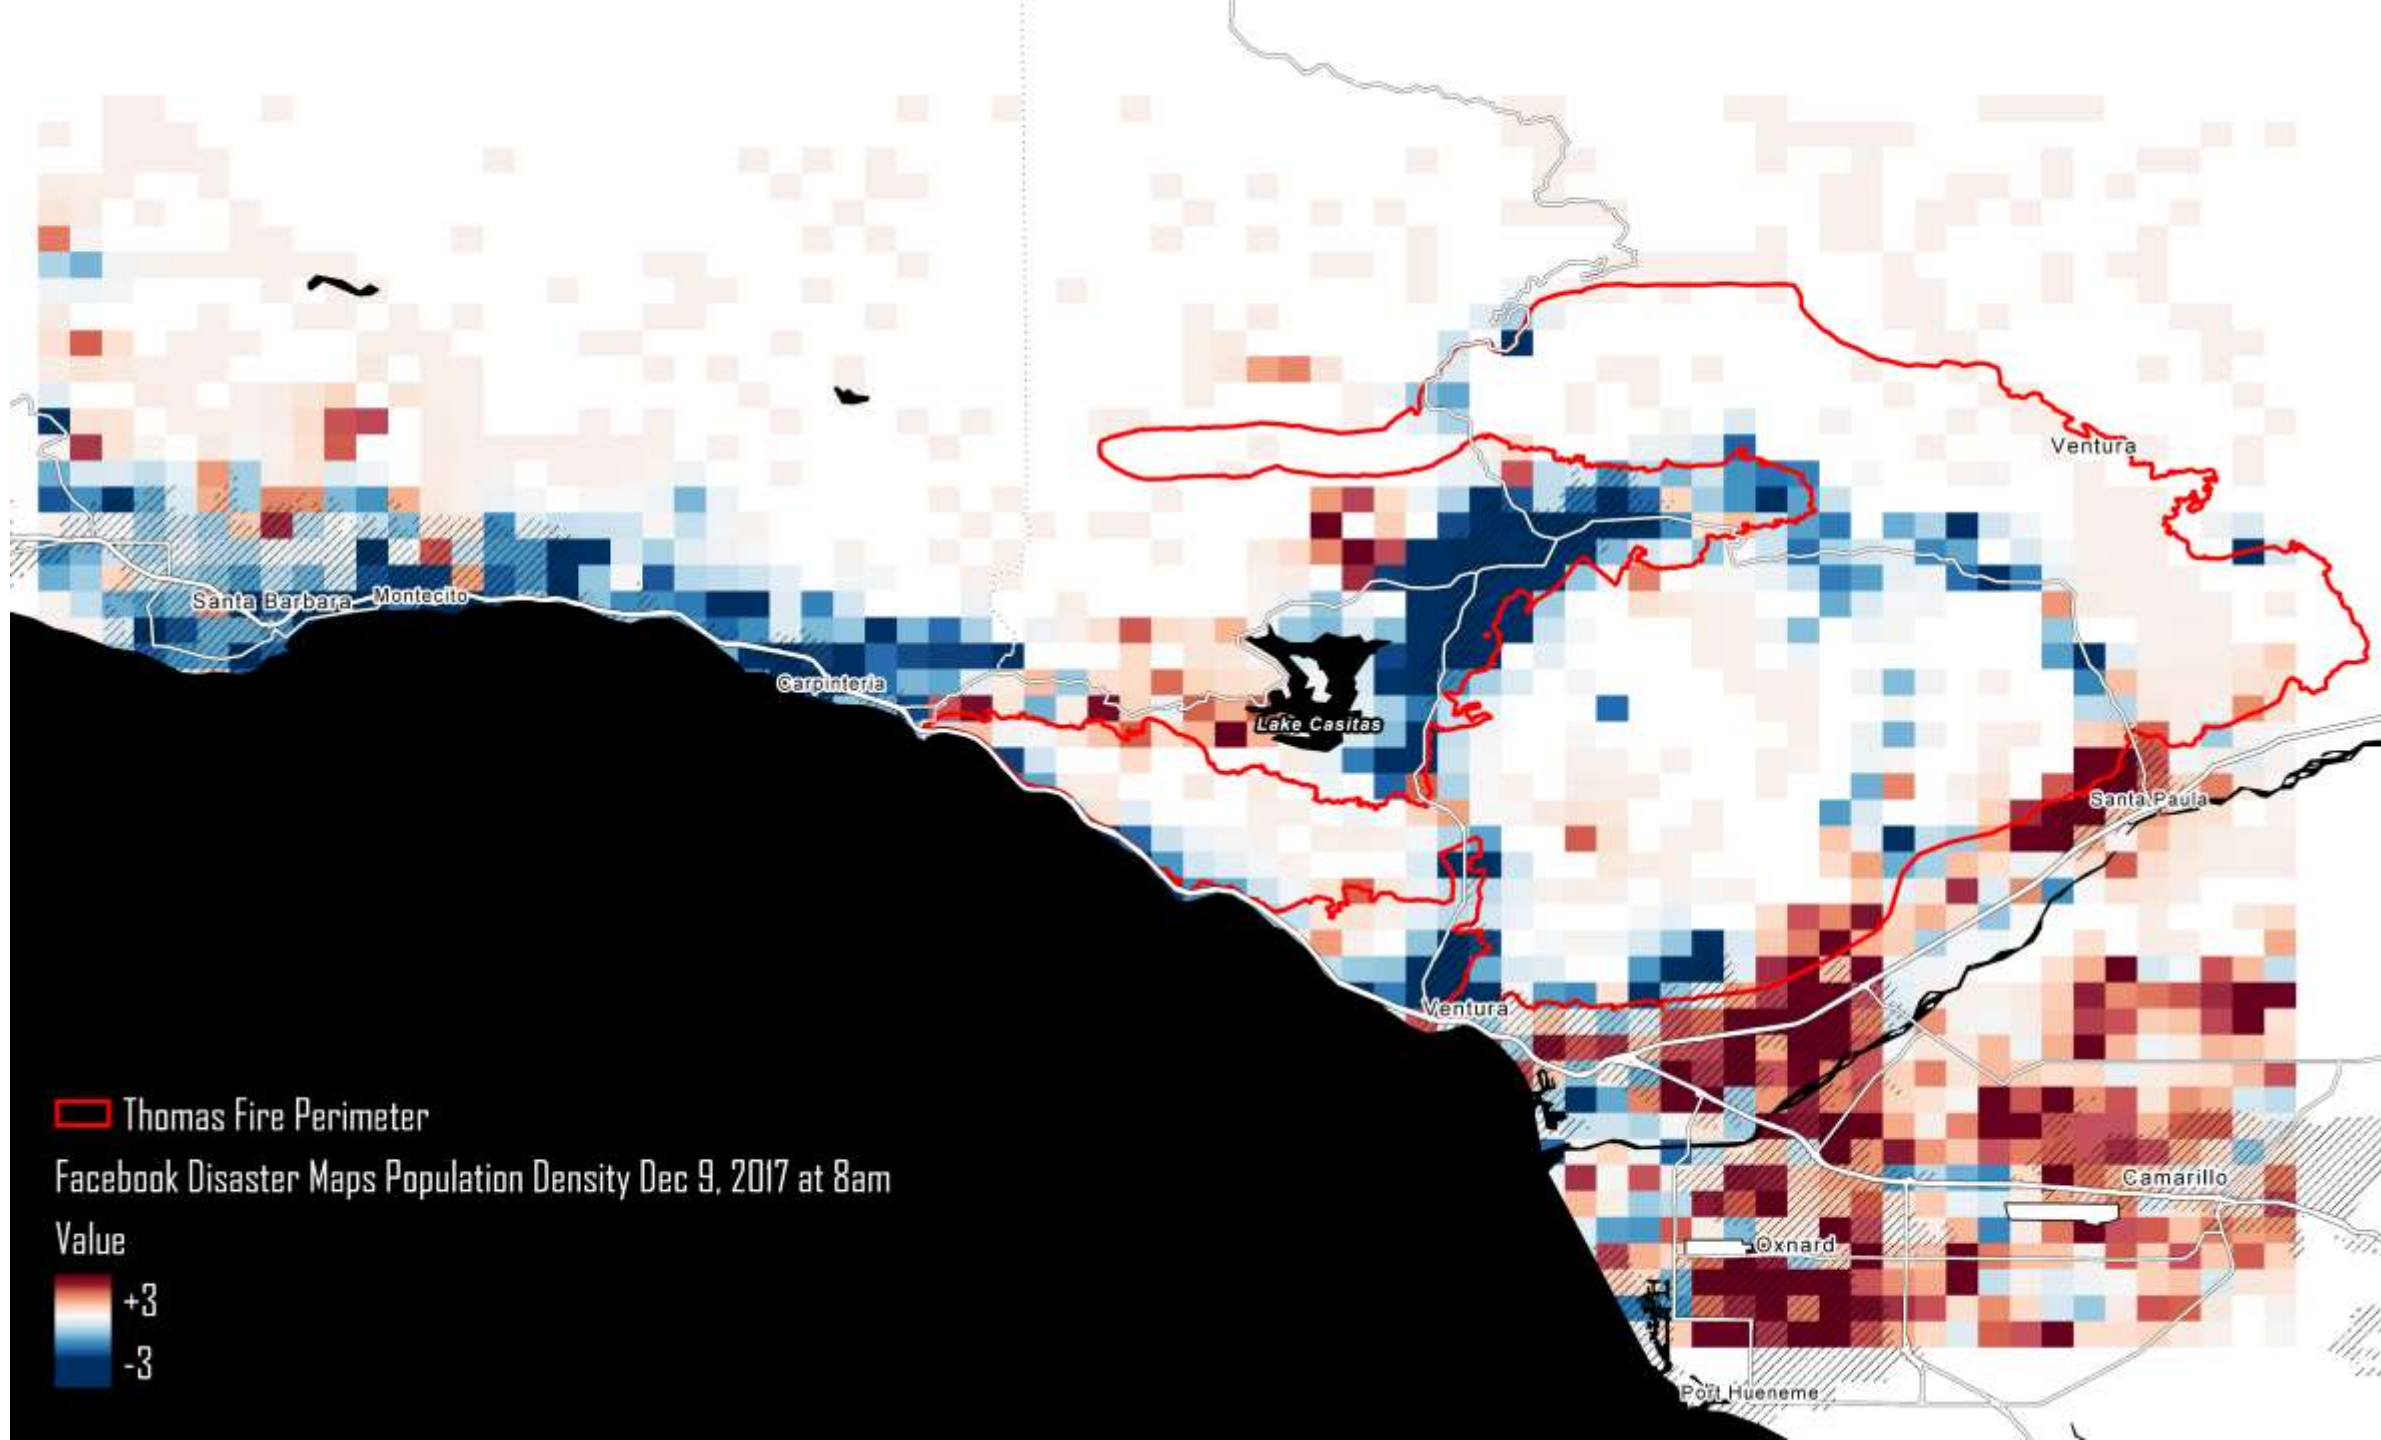 Ventura
Santa Barbara
Montecito
Carpinteria
Lake Casitas
Santa Paula
Ventura
Thomas Fire Perimeter
Facebook Disaster Maps Population Density Dec 9, 2017 at 8am
Camarillo
Value
Oxnard
+3
-3
Port Hueneme